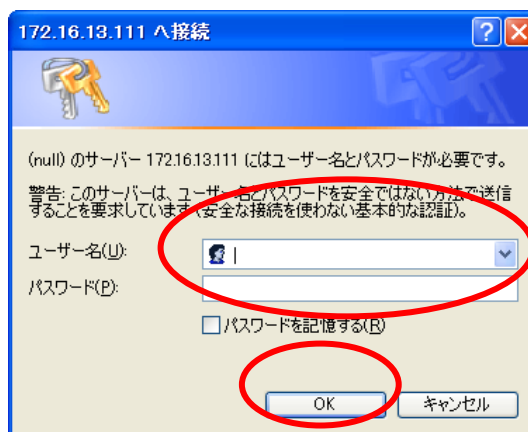 172.16.13.111 へ接続
(null) のサーバー 172.16.13.111 にはユーザー名とパスワードが必要です。
警告: このサーバーは、ユーザー名とパスワードを安全ではない方法で送信
することを要求しています (安全な接続を使わない基本的な認証)。
ユーザー名(U):
パスワード(P):
パスワードを記憶する(R)
OK キャンセル